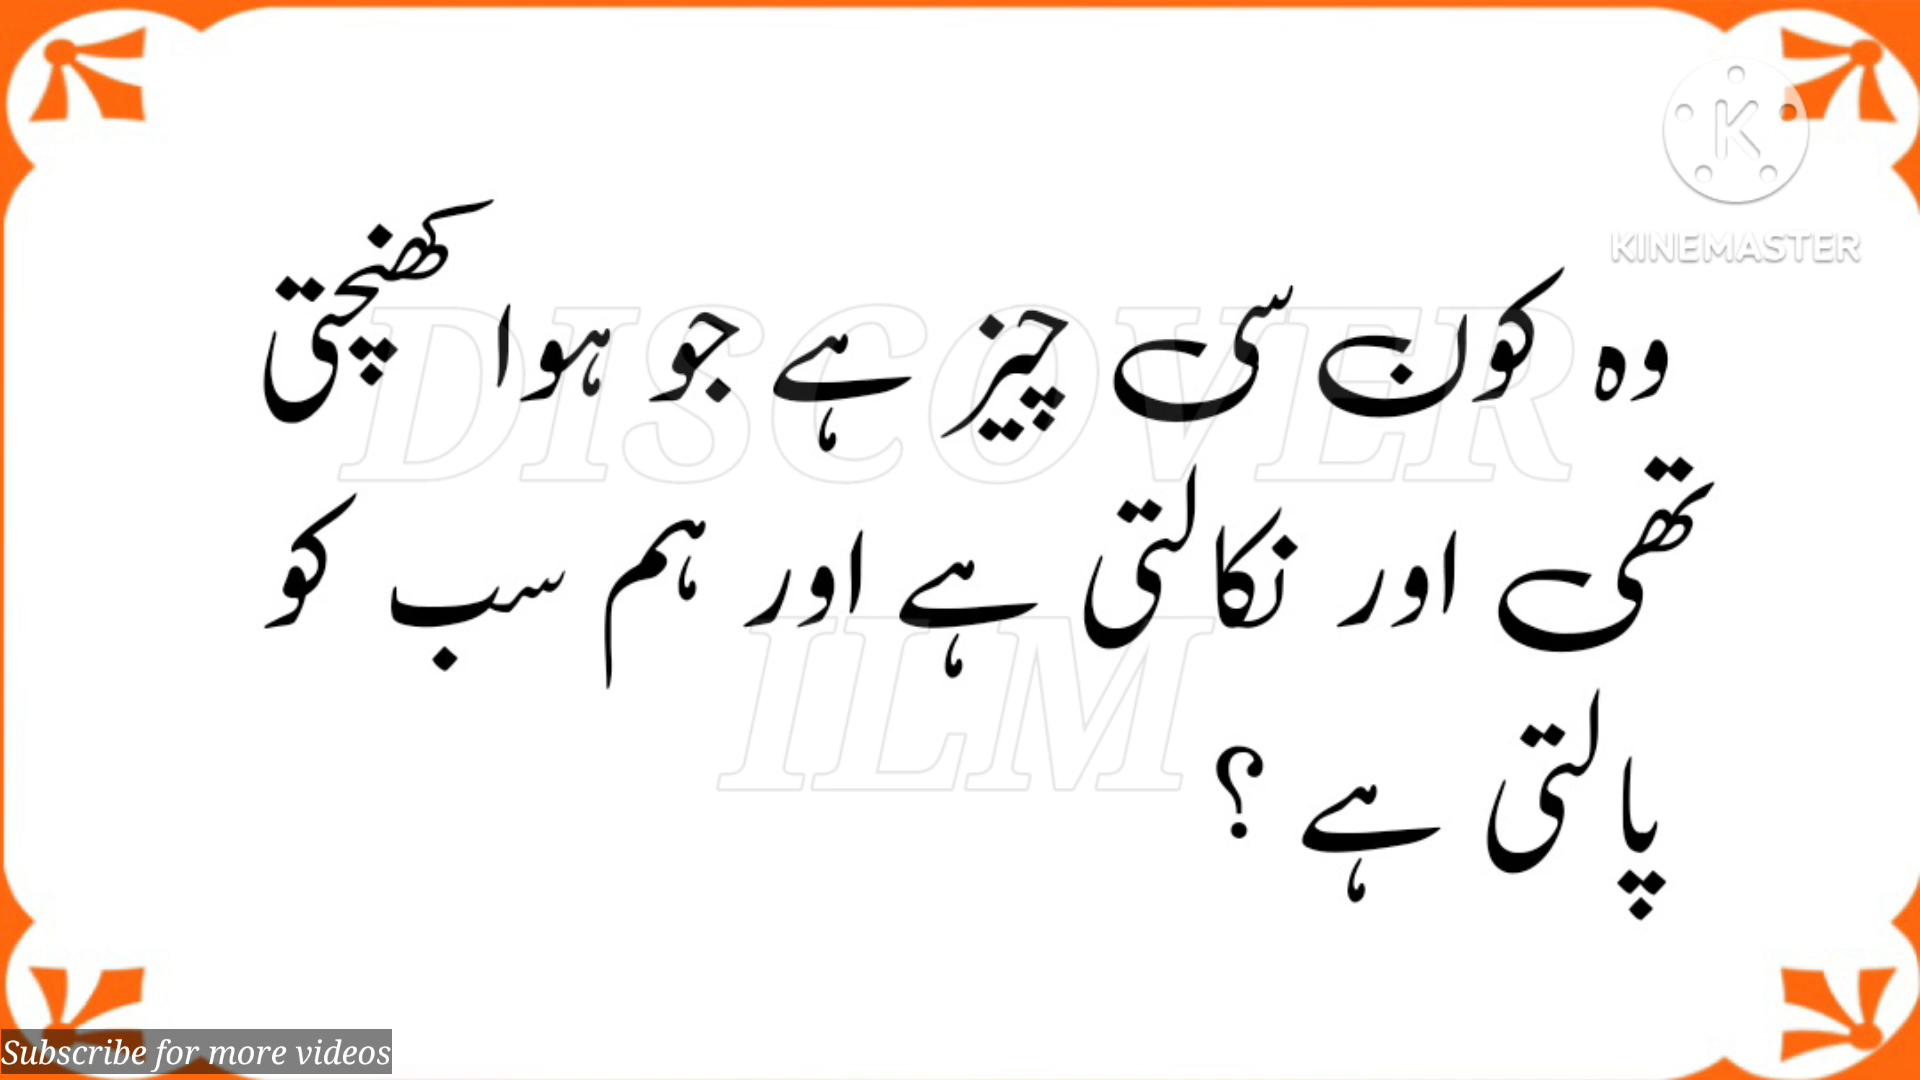 K
KINEMASTER
DISCOVER
ILM
وہ کون سی چیز ہے جو ہوا کھنچتی
تھی اور نکالتی ہے اور ہم سب کو
پالتی ہے ؟
Subscribe for more videos